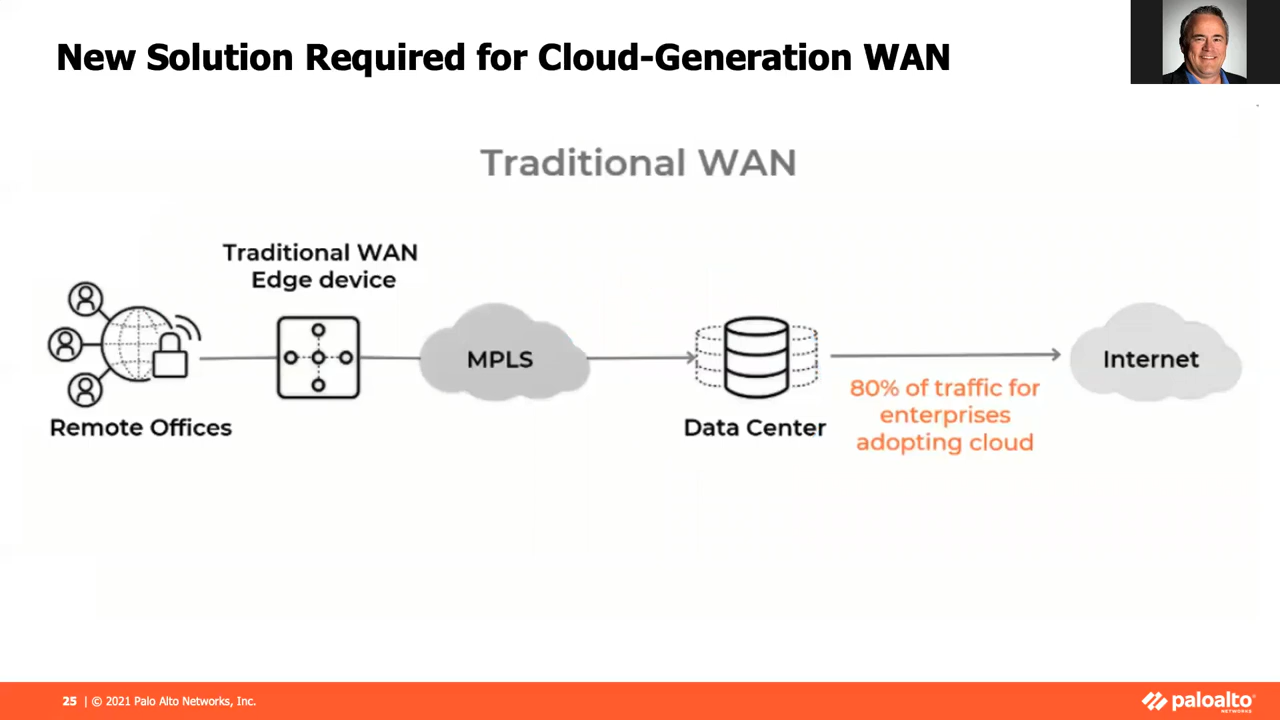 New Solution Required for Cloud-Generation WAN
Traditional WAN
Traditional WAN
Edge device
MPLS
Internet
80% of traffic for
enterprises
adopting cloud
Remote Offices
Data Center
25 | © 2021 Palo Alto Networks, Inc.
paloalto
NETWORKS